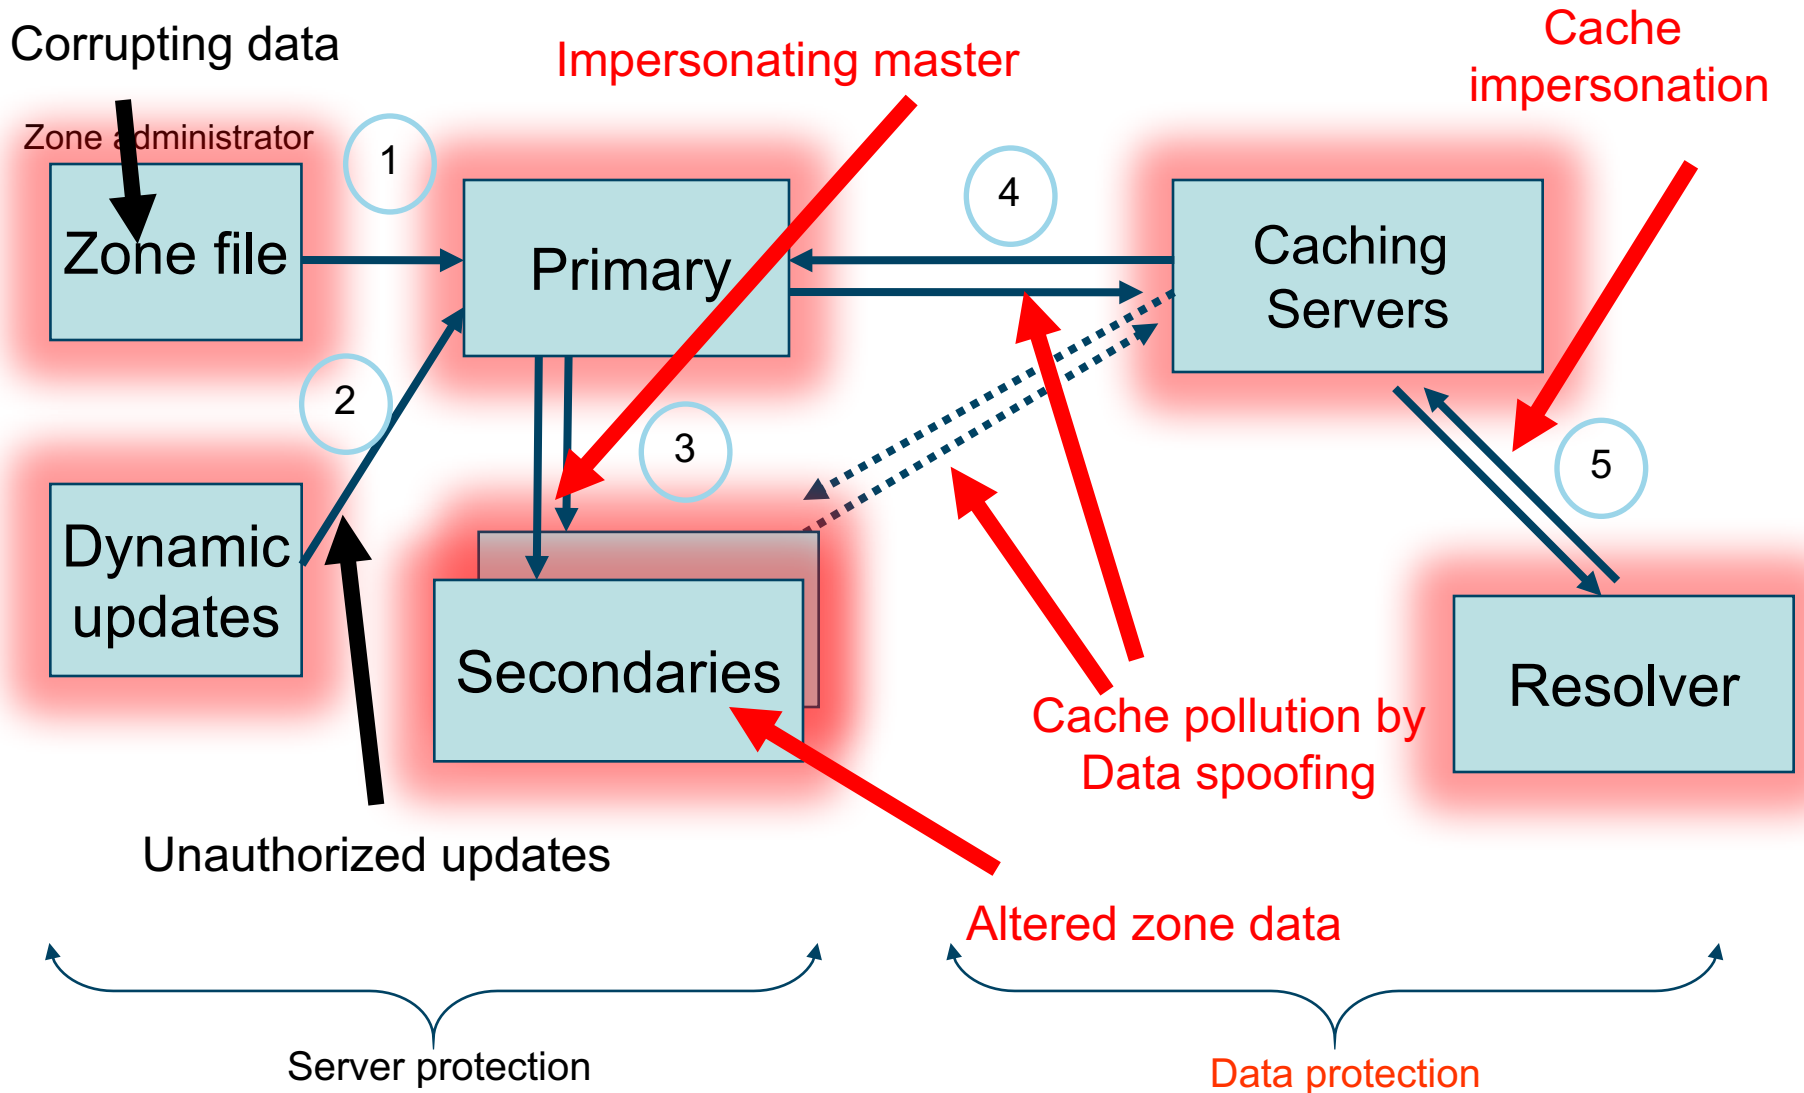 Corrupting data
Impersonating master
Cache
impersonation
Zone administrator
1
4
Zone file
Primary
Caching
Servers
2
3
5
Dynamic
updates
Secondaries
Resolver
Cache pollution by
Data spoofing
Unauthorized updates
Altered zone data
Server protection
Data protection